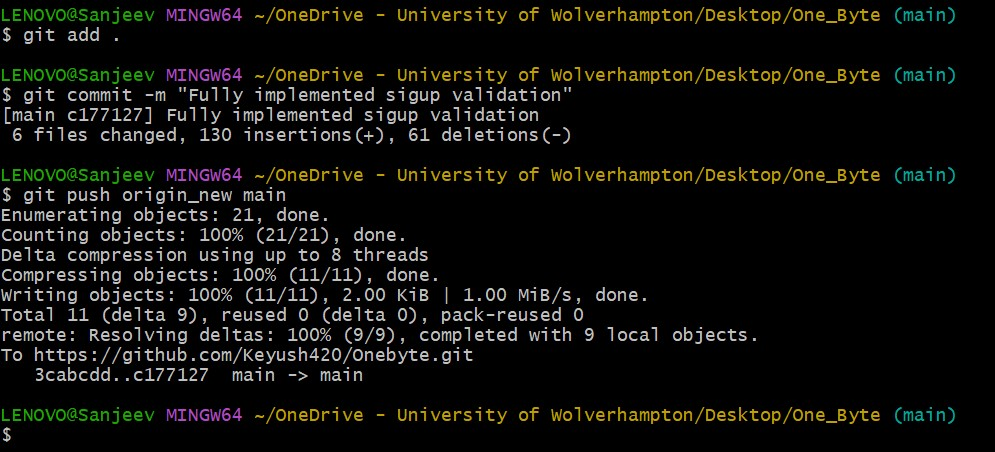 LENOVO@Sanjeev MINGW64 ~/OneDrive - University of Wolverhampton/Desktop/One_Byte (main)
$ git add .
LENOVO@Sanjeev MINGW64 ~/OneDrive - University of Wolverhampton/Desktop/One_Byte (main)
$ git commit -m "Fully implemented sigup validation"
[main c177127] Fully implemented sigup validation
6 files changed, 130 insertions(+), 61 deletions(-)
LENOVO@Sanjeev MINGW64 ~/OneDrive - University of Wolverhampton/Desktop/One_Byte (main)
$ git push origin_new main
Enumerating objects: 21, done.
Counting objects: 100% (21/21), done.
Delta compression using up to 8 threads
Compressing objects: 100% (11/11), done.
Writing objects: 100% (11/11), 2.00 KiB | 1.00 MiB/s, done.
Total 11 (delta 9), reused 0 (delta 0), pack-reused 0
remote: Resolving deltas: 100% (9/9), completed with 9 local objects.
To https://github.com/Keyush420/Onebyte.git
3cabcdd..c177127  main -> main
LENOVO@Sanjeev MINGW64 ~/OneDrive - University of Wolverhampton/Desktop/One_Byte (main)
$